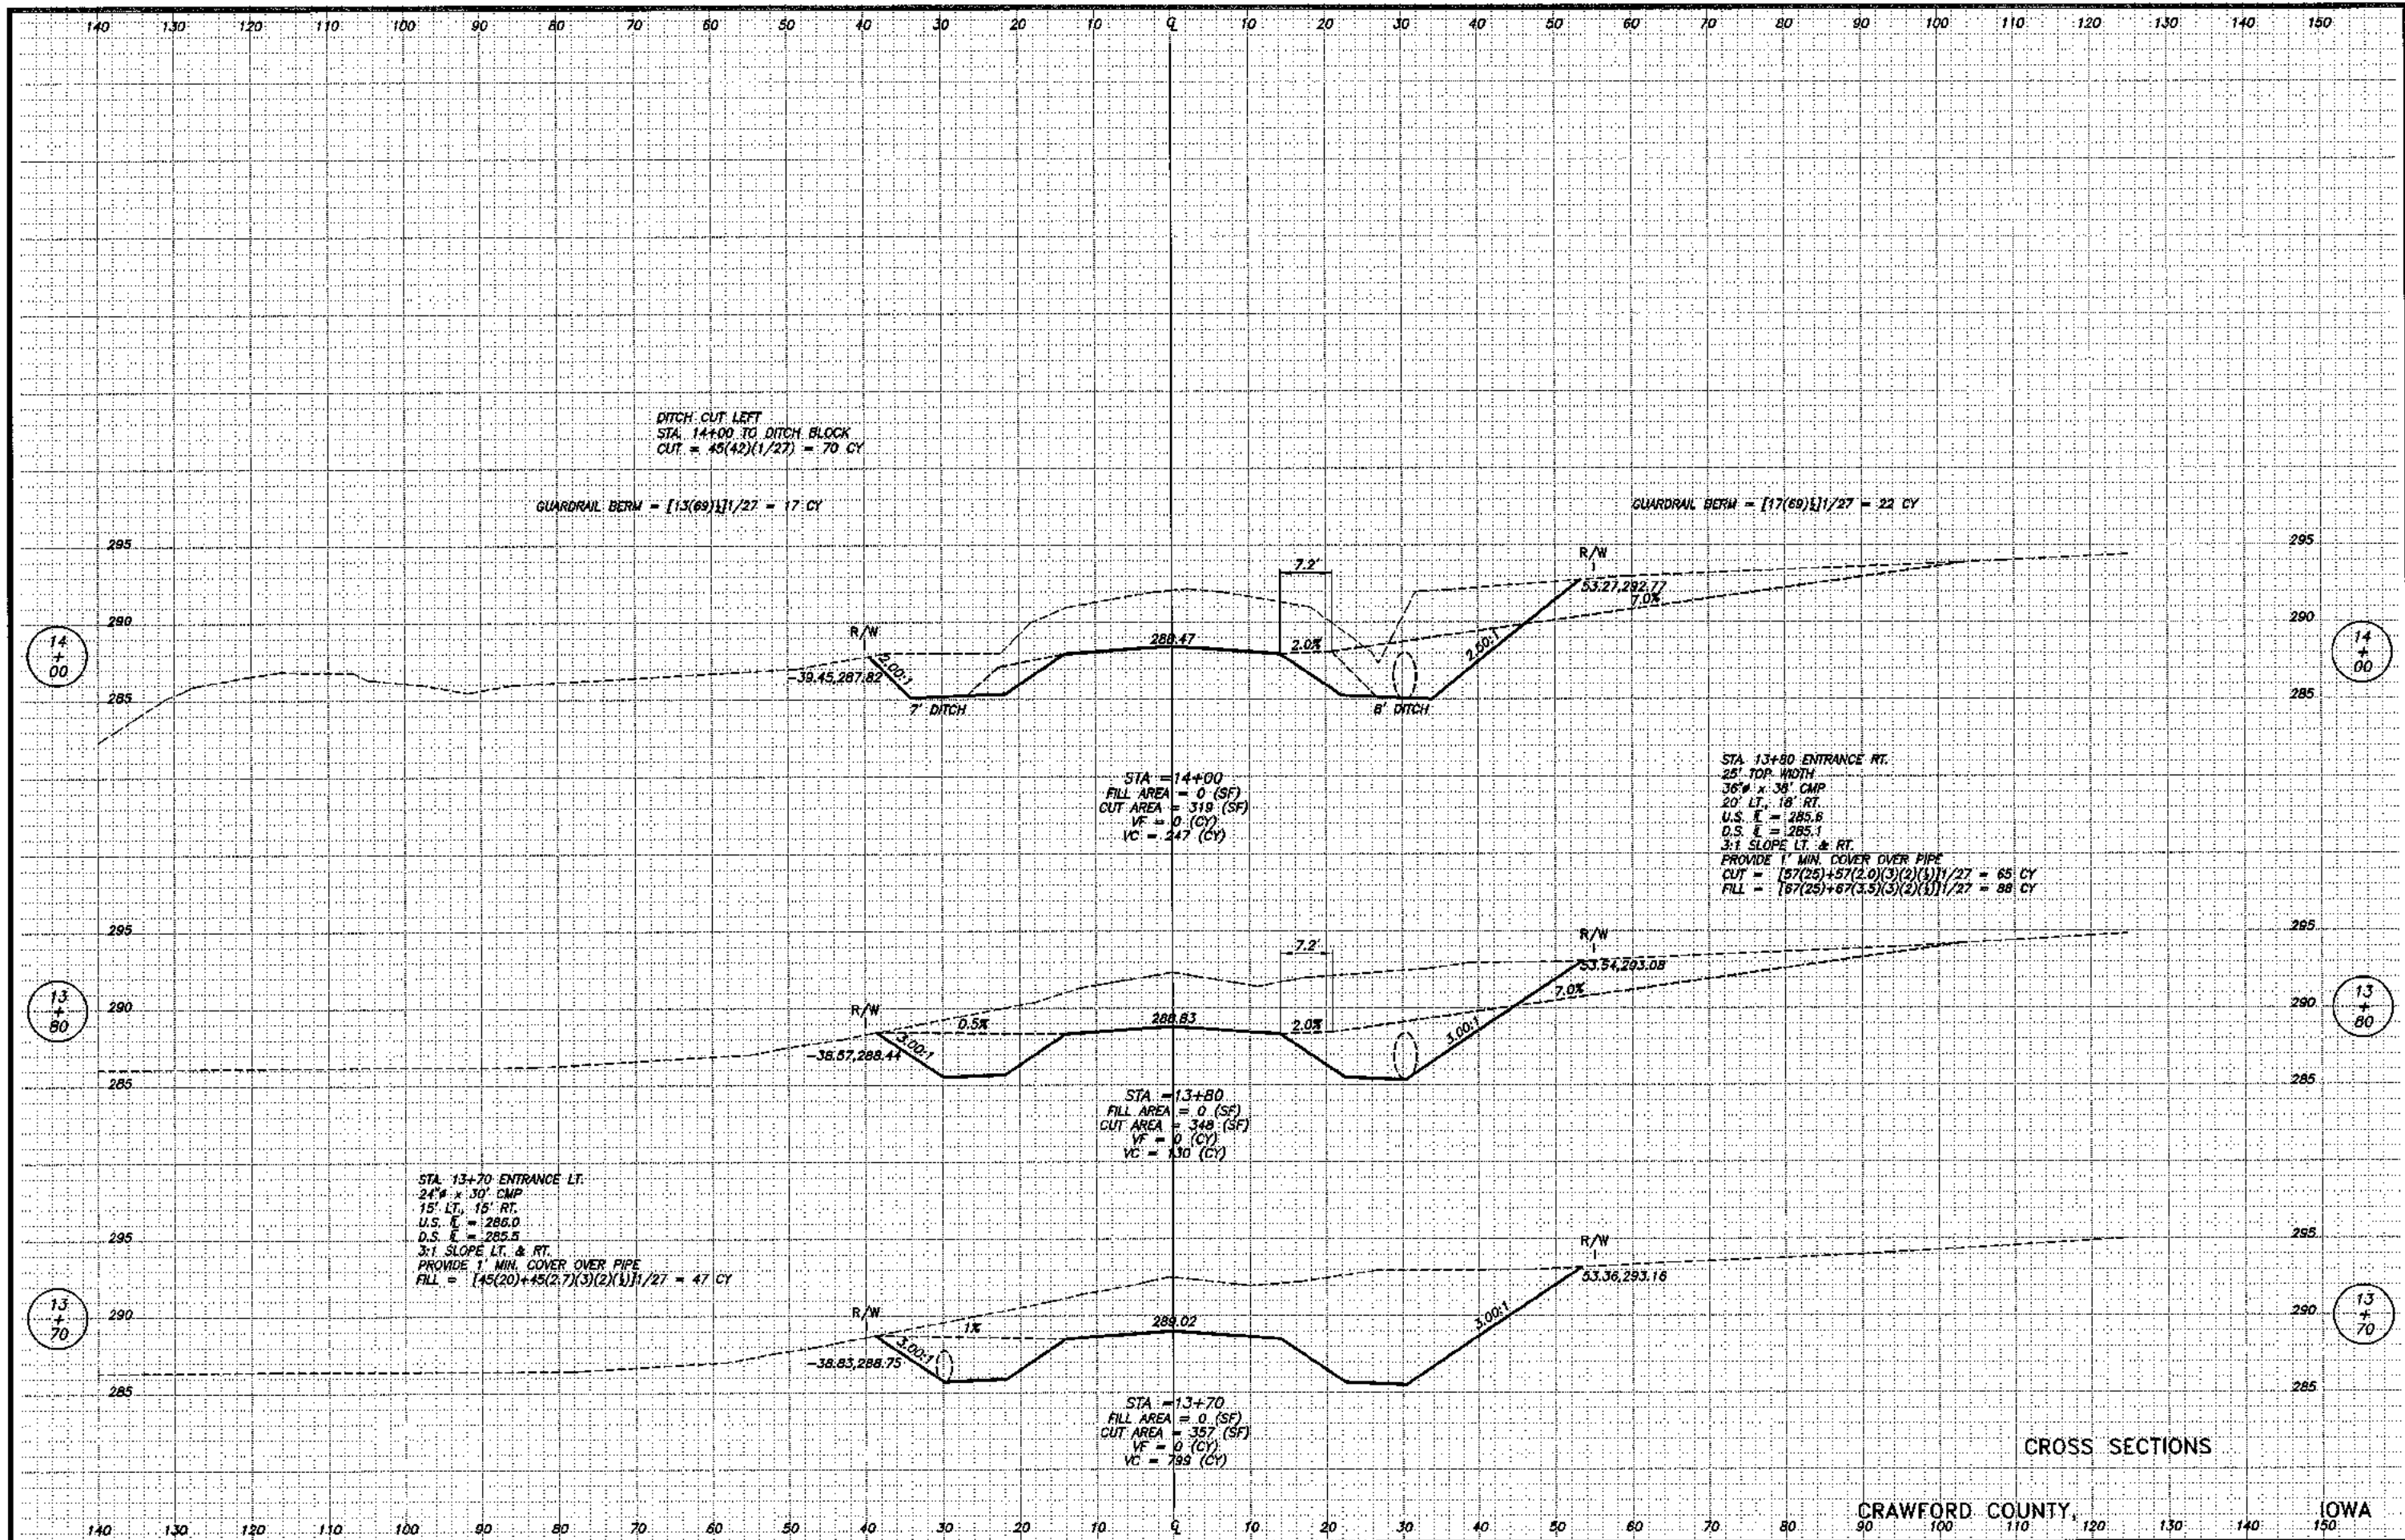 140 130 120 110 100 90 80 70 60 50 40 30 20 10 ℄ 10 20 30 40 50 60 70 80 90 100 110 120 130 140 150
DITCH CUT LEFT
STA. 14+00 TO DITCH BLOCK
CUT = 45(42)(1/27) = 70 CY
GUARDRAIL BERM = [13(69)½]1/27 = 17 CY
GUARDRAIL BERM = [17(69)½]1/27 = 22 CY
295
295
R/W
7.2'
53.27,292.77
7.0%
290
290
R/W
288.47
2.0%
2.00:1
2.50:1
14
+
00
14
+
00
-39.45,287.82
285
285
7' DITCH
6' DITCH
STA =14+00
FILL AREA = 0 (SF)
CUT AREA = 319 (SF)
VF = 0 (CY)
VC = 247 (CY)
STA. 13+80 ENTRANCE RT.
25' TOP WIDTH
36"ø x 38' CMP
20' LT., 18' RT.
U.S. ℄ = 285.6
D.S. ℄ = 285.1
3:1 SLOPE LT. & RT.
PROVIDE 1' MIN. COVER OVER PIPE
CUT = [57(25)+57(2.0)(3)(2)(½)]1/27 = 65 CY
FILL = [67(25)+67(3.5)(3)(2)(½)]1/27 = 88 CY
295
295
R/W
7.2'
53.54,293.08
7.0%
290
290
R/W
0.5%
288.83
2.0%
3.00:1
3.00:1
13
+
80
13
+
80
-38.57,288.44
285
285
STA =13+80
FILL AREA = 0 (SF)
CUT AREA = 348 (SF)
VF = 0 (CY)
VC = 130 (CY)
STA. 13+70 ENTRANCE LT.
24"ø x 30' CMP
15' LT., 15' RT.
U.S. ℄ = 286.0
D.S. ℄ = 285.5
3:1 SLOPE LT. & RT.
PROVIDE 1' MIN. COVER OVER PIPE
FILL = [45(20)+45(2.7)(3)(2)(½)]1/27 = 47 CY
295
295
R/W
53.36,293.16
290
290
R/W
1%
289.02
3.00:1
3.00:1
13
+
70
13
+
70
-38.83,288.75
285
285
STA =13+70
FILL AREA = 0 (SF)
CUT AREA = 357 (SF)
VF = 0 (CY)
VC = 799 (CY)
CROSS SECTIONS
CRAWFORD COUNTY, IOWA
140 130 120 110 100 90 80 70 60 50 40 30 20 10 ℄ 10 20 30 40 50 60 70 80 90 100 110 120 130 140 150